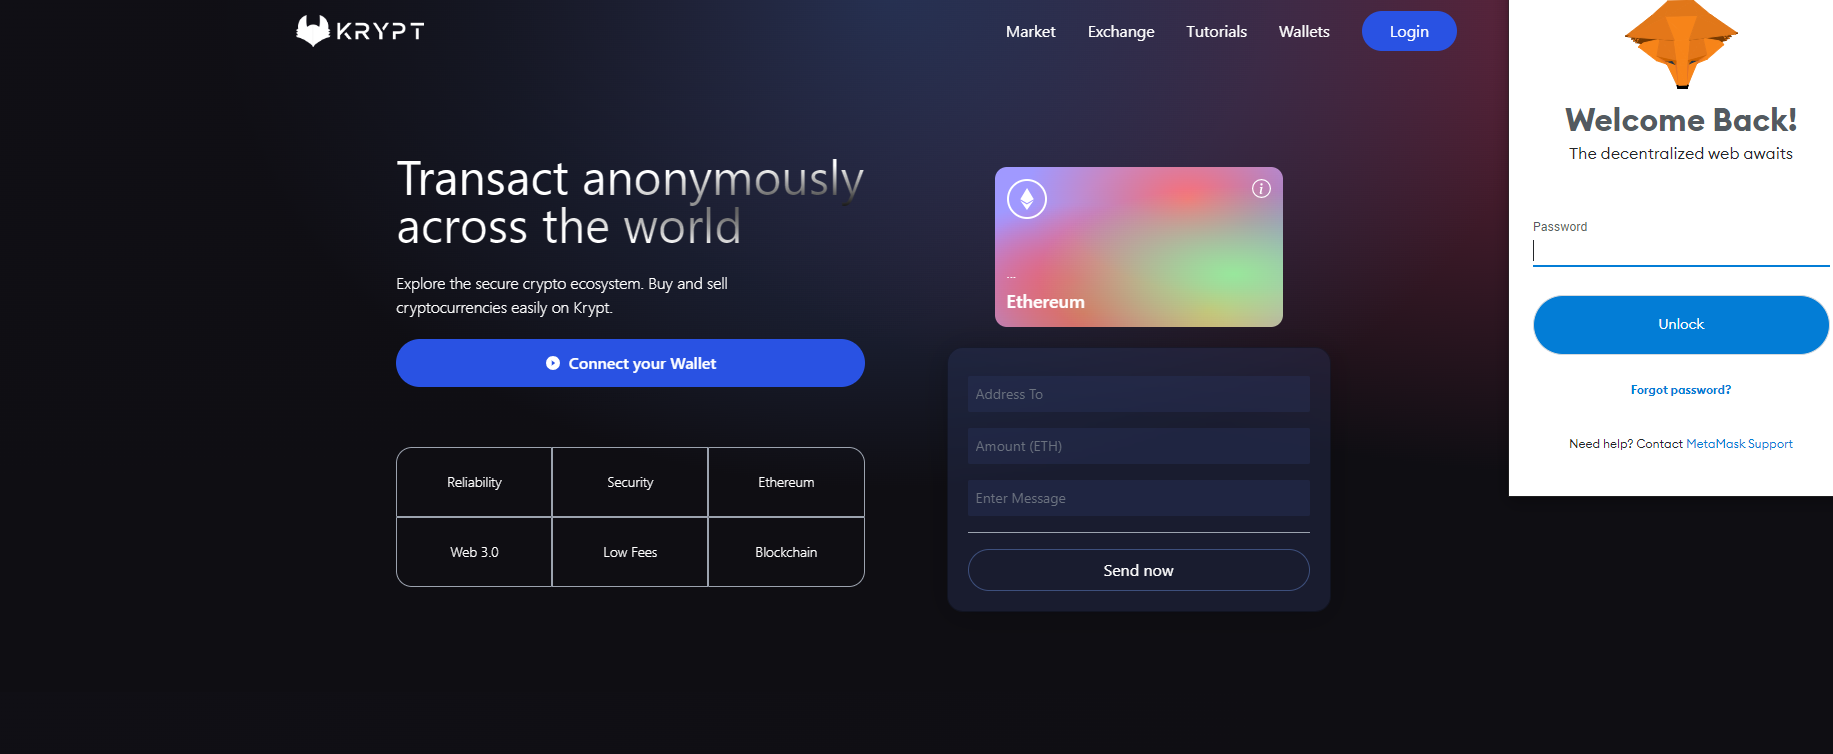 KRYPT
Market
Exchange
Tutorials
Wallets
Login
Transact anonymously
across the world
Explore the secure crypto ecosystem. Buy and sell
cryptocurrencies easily on Krypt.
Connect your Wallet
Reliability
Security
Ethereum
Web 3.0
Low Fees
Blockchain
i
...
Ethereum
Address To
Amount (ETH)
Enter Message
Send now
Welcome Back!
The decentralized web awaits
Password
Unlock
Forgot password?
Need help? Contact MetaMask Support